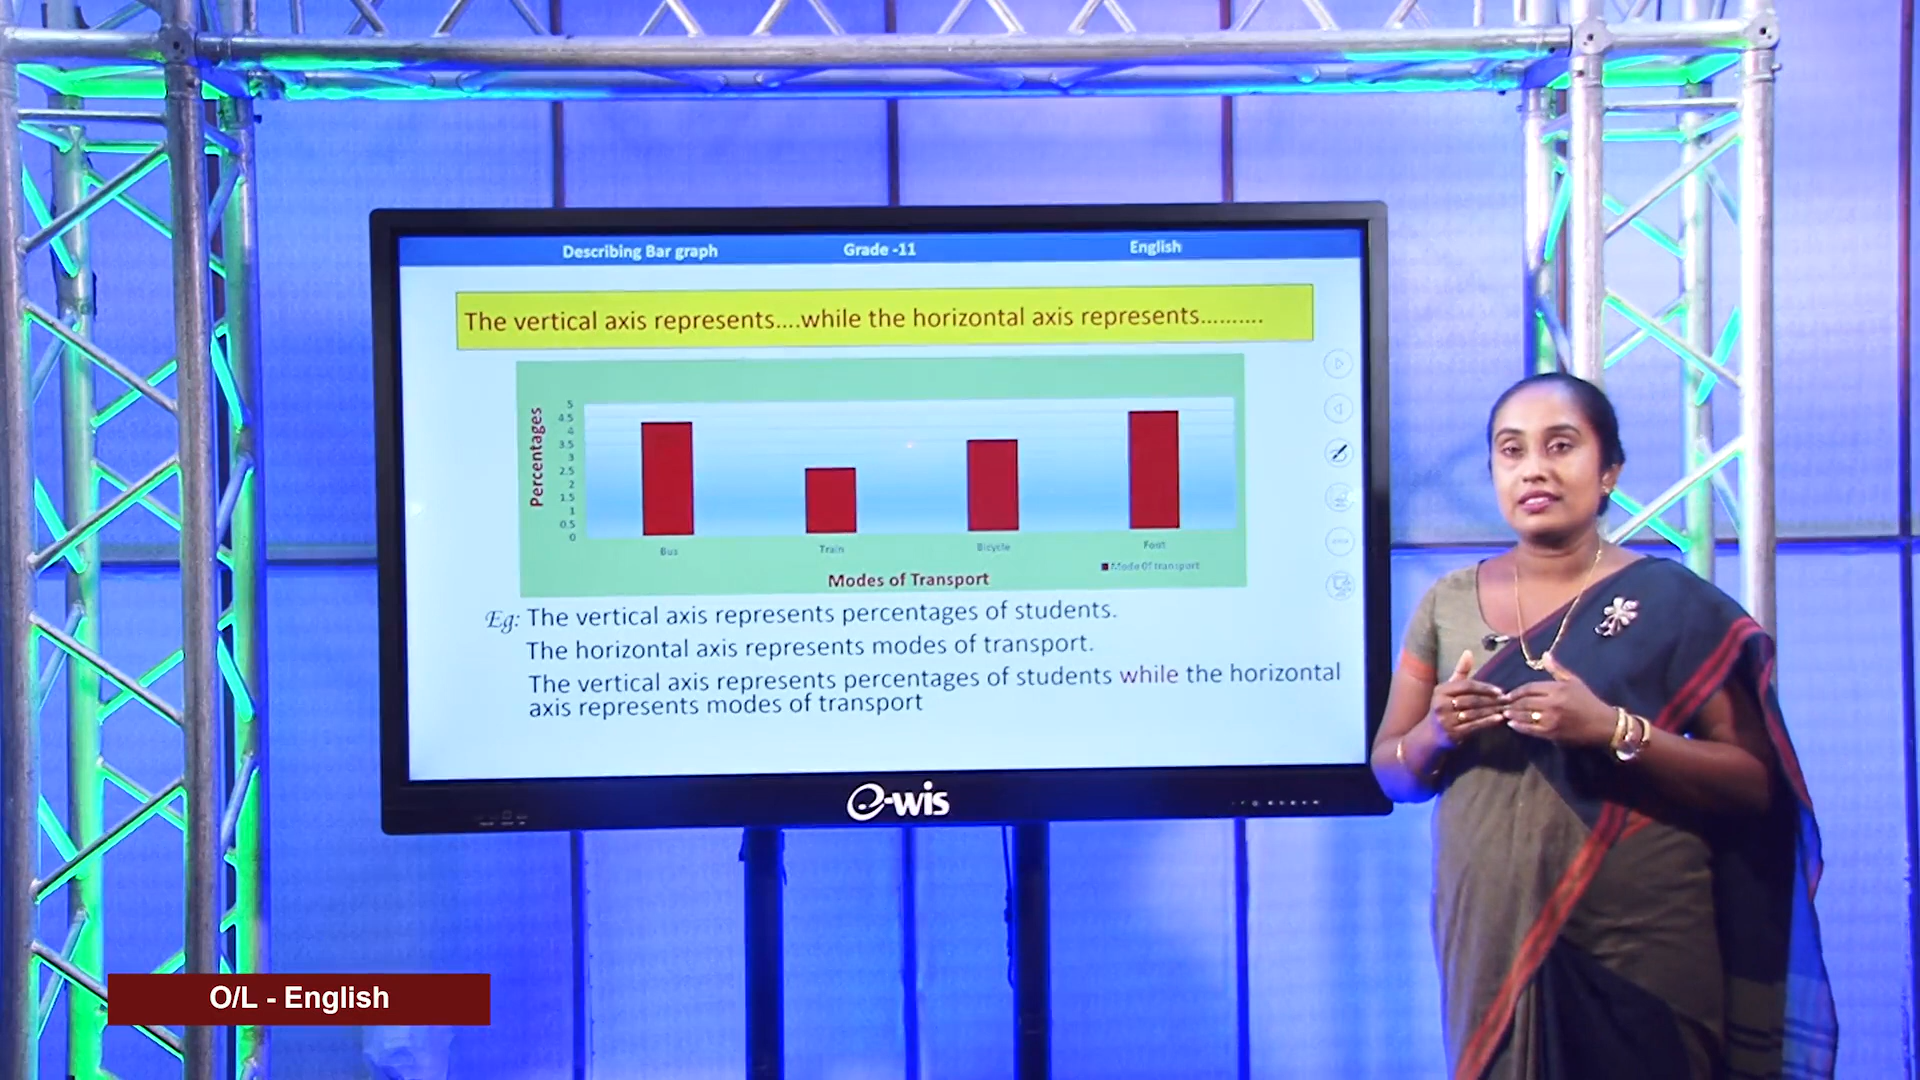 Describing Bar graph Grade -11 English
The vertical axis represents....while the horizontal axis represents..........
Percentages
5
4.5
4
3.5
3
2.5
2
1.5
1
0.5
0
Bus Train Bicycle Foot
Mode Of transport
Modes of Transport
Eg: The vertical axis represents percentages of students.
The horizontal axis represents modes of transport.
The vertical axis represents percentages of students while the horizontal
axis represents modes of transport
e-wis
O/L - English